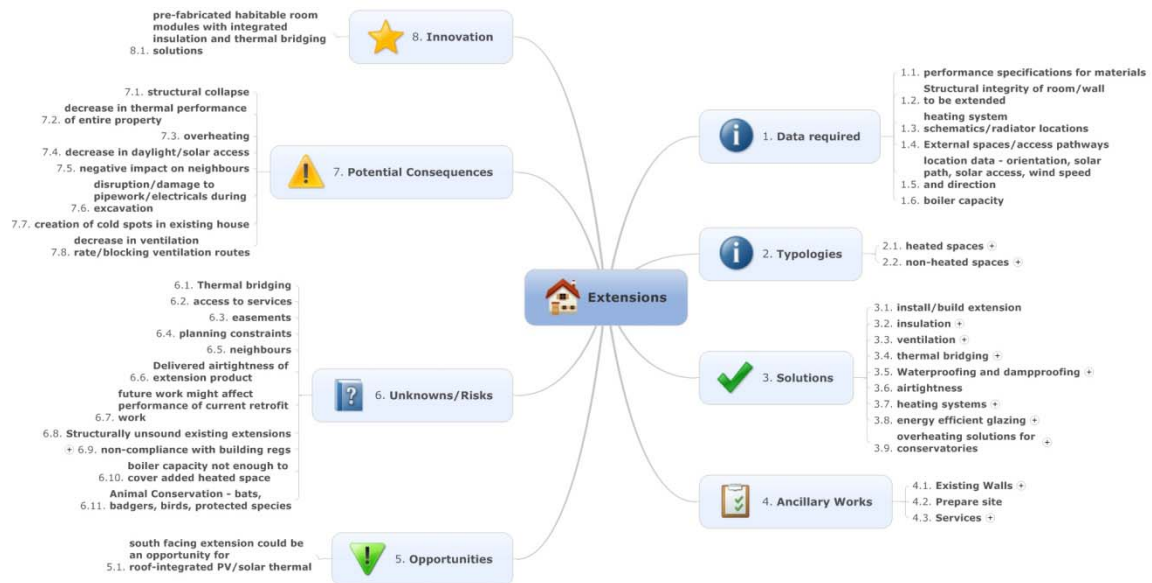 Extensions
1. Data required
1.1. performance specifications for materials
Structural integrity of room/wall
1.2. to be extended
heating system
1.3. schematics/radiator locations
1.4. External spaces/access pathways
location data - orientation, solar
path, solar access, wind speed
1.5. and direction
1.6. boiler capacity
2. Typologies
2.1. heated spaces
2.2. non-heated spaces
3. Solutions
3.1. install/build extension
3.2. insulation
3.3. ventilation
3.4. thermal bridging
3.5. Waterproofing and dampproofing
3.6. airtightness
3.7. heating systems
3.8. energy efficient glazing
overheating solutions for
3.9. conservatories
4. Ancillary Works
4.1. Existing Walls
4.2. Prepare site
4.3. Services
5. Opportunities
south facing extension could be
an opportunity for
5.1. roof-integrated PV/solar thermal
6. Unknowns/Risks
6.1. Thermal bridging
6.2. access to services
6.3. easements
6.4. planning constraints
6.5. neighbours
Delivered airtightness of
6.6. extension product
future work might affect
performance of current retrofit
6.7. work
6.8. Structurally unsound existing extensions
6.9. non-compliance with building regs
boiler capacity not enough to
6.10. cover added heated space
Animal Conservation - bats,
6.11. badgers, birds, protected species
7. Potential Consequences
7.1. structural collapse
decrease in thermal performance
7.2. of entire property
7.3. overheating
7.4. decrease in daylight/solar access
7.5. negative impact on neighbours
disruption/damage to
pipework/electricals during
7.6. excavation
7.7. creation of cold spots in existing house
decrease in ventilation
7.8. rate/blocking ventilation routes
8. Innovation
pre-fabricated habitable room
modules with integrated
insulation and thermal bridging
8.1. solutions